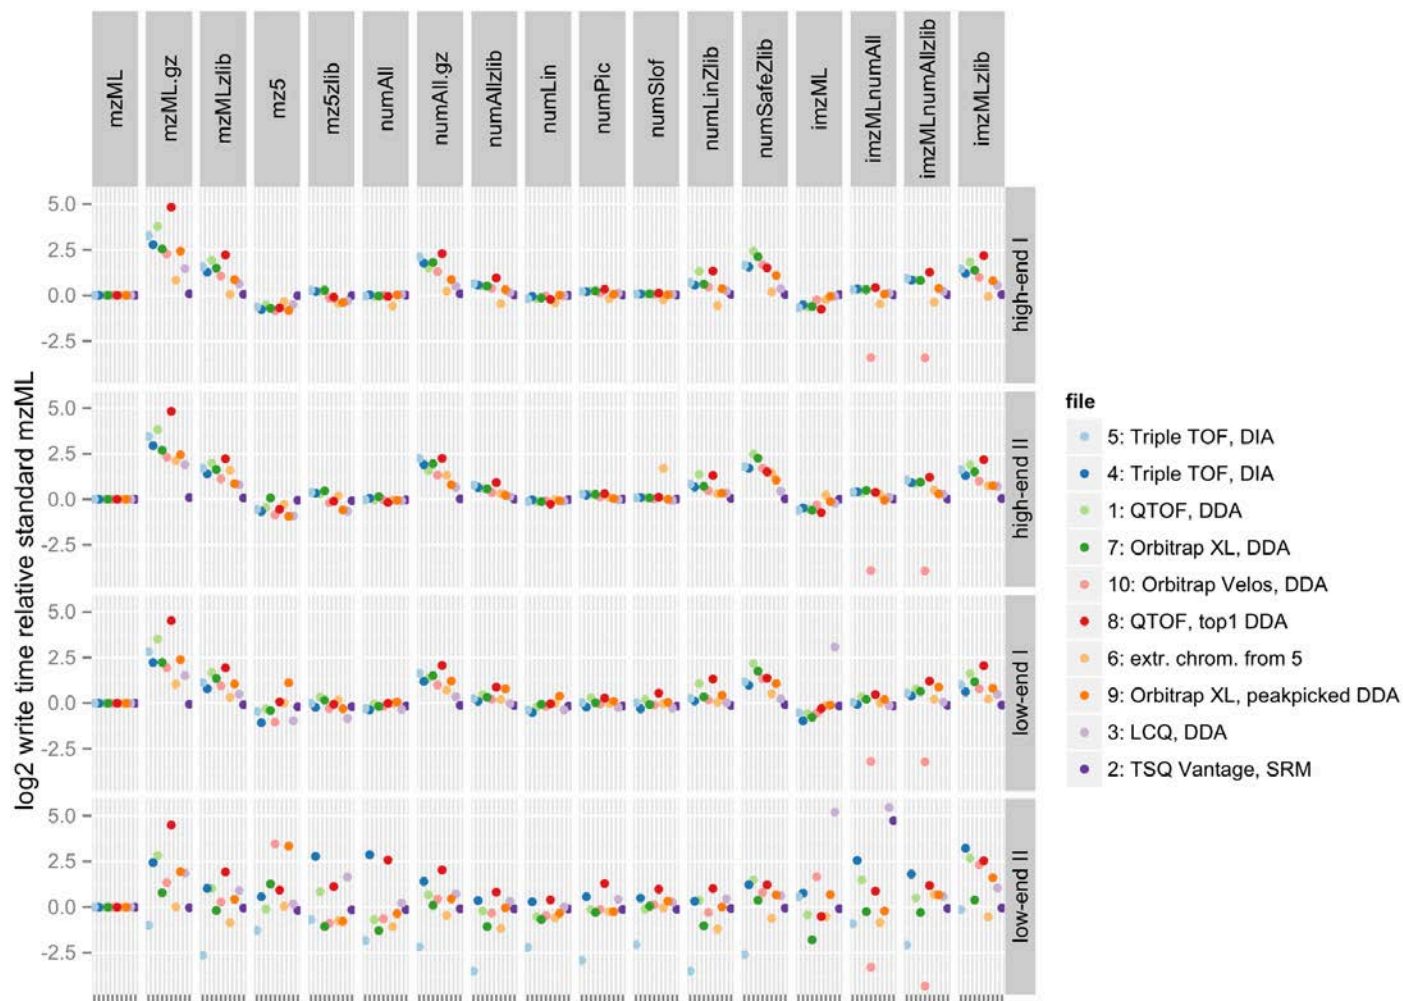 mzML
mzML.gz
mzMLzlib
mz5
mz5zlib
numAll
numAll.gz
numAllzlib
numLin
numPic
numSlof
numLinZlib
numSafeZlib
imzML
imzMLnumAll
imzMLnumAllzlib
imzMLzlib
log2 write time relative standard mzML
5.0
2.5
0.0
-2.5
high-end I
5.0
2.5
0.0
-2.5
high-end II
5.0
2.5
0.0
-2.5
low-end I
5.0
2.5
0.0
-2.5
low-end II
file
5: Triple TOF, DIA
4: Triple TOF, DIA
1: QTOF, DDA
7: Orbitrap XL, DDA
10: Orbitrap Velos, DDA
8: QTOF, top1 DDA
6: extr. chrom. from 5
9: Orbitrap XL, peakpicked DDA
3: LCQ, DDA
2: TSQ Vantage, SRM